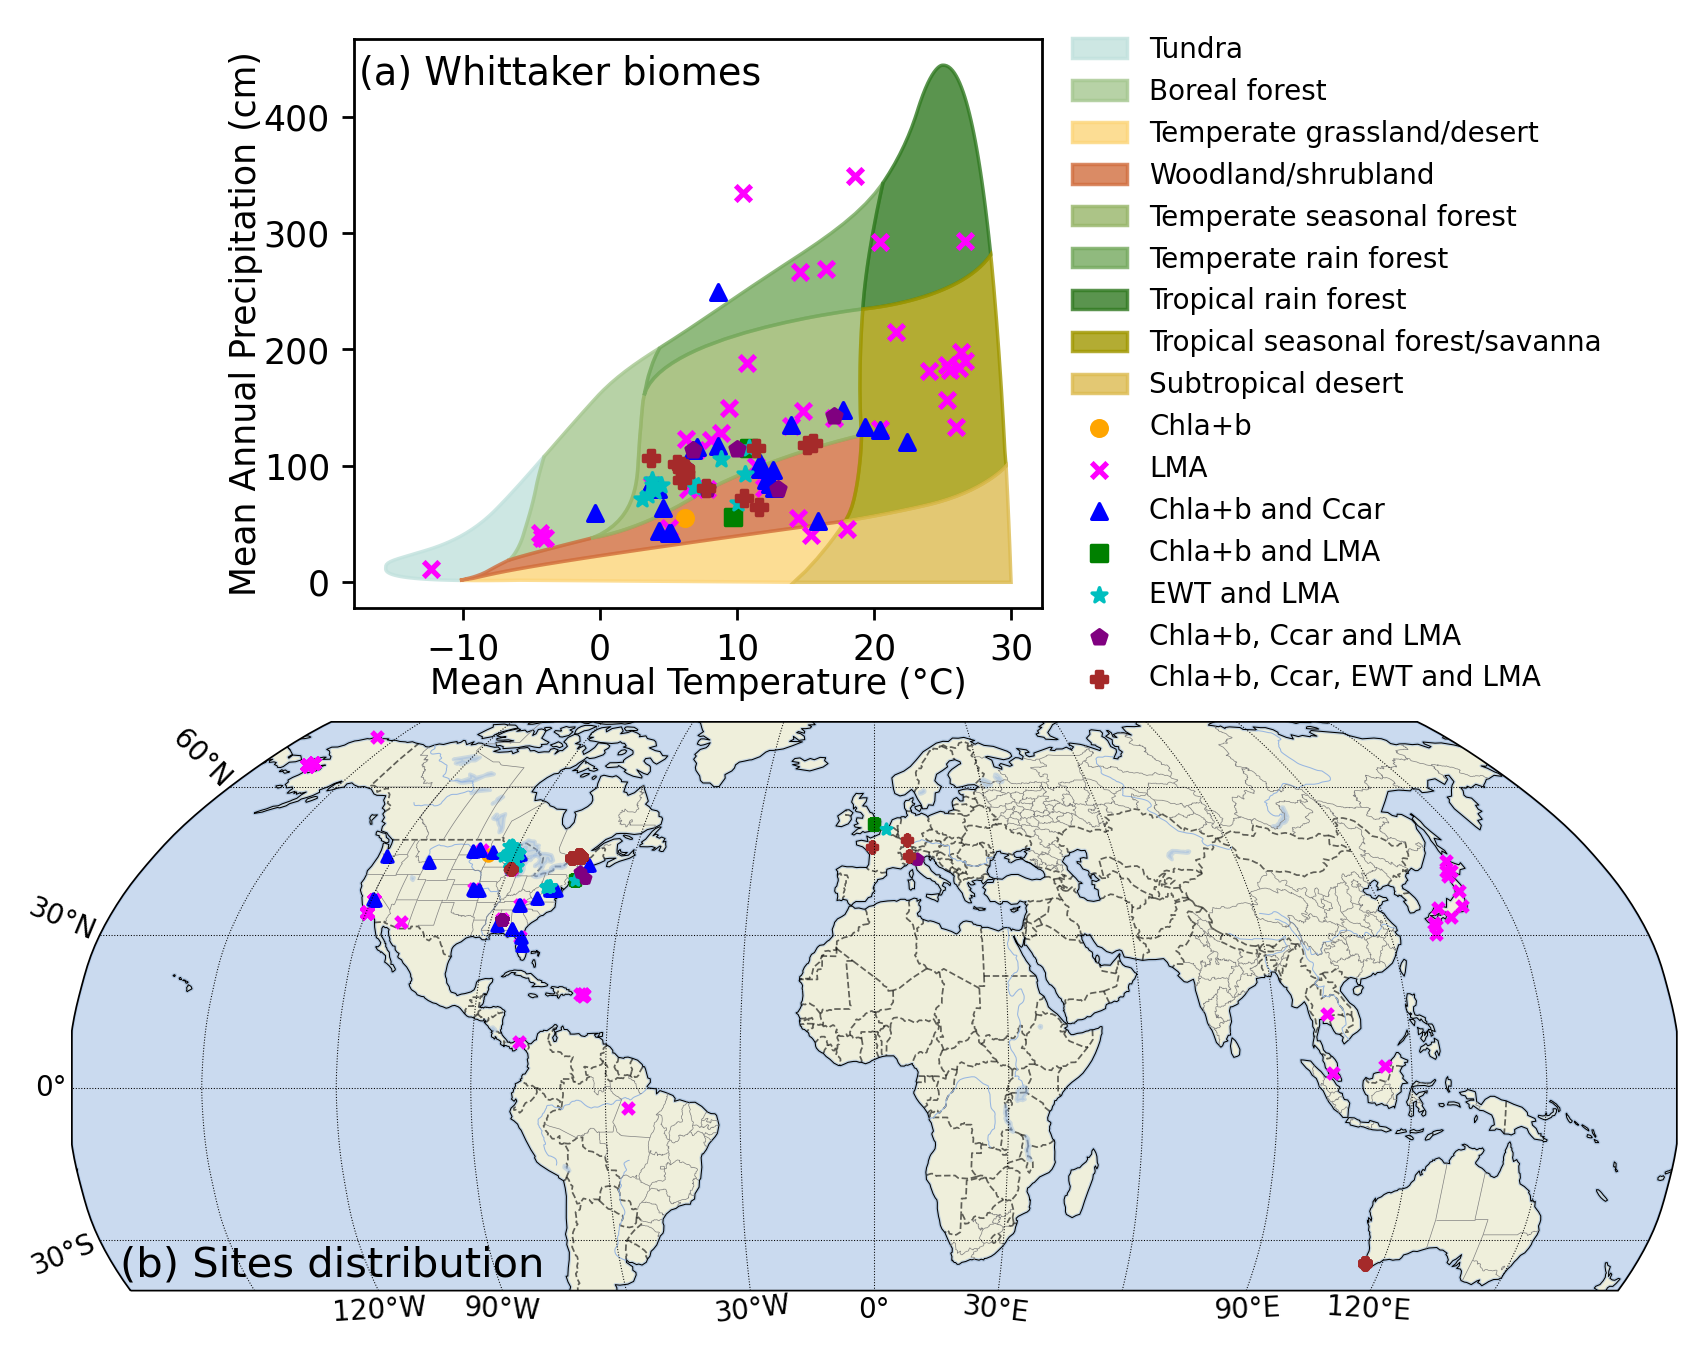 (a) Whittaker biomes
Mean Annual Precipitation (cm)
400
300
200
100
0
−10
0
10
20
30
Mean Annual Temperature (°C)
Tundra
Boreal forest
Temperate grassland/desert
Woodland/shrubland
Temperate seasonal forest
Temperate rain forest
Tropical rain forest
Tropical seasonal forest/savanna
Subtropical desert
Chla+b
LMA
Chla+b and Ccar
Chla+b and LMA
EWT and LMA
Chla+b, Ccar and LMA
Chla+b, Ccar, EWT and LMA
60°N
30°N
0°
30°S
(b) Sites distribution
120°W
90°W
30°W
0°
30°E
90°E
120°E